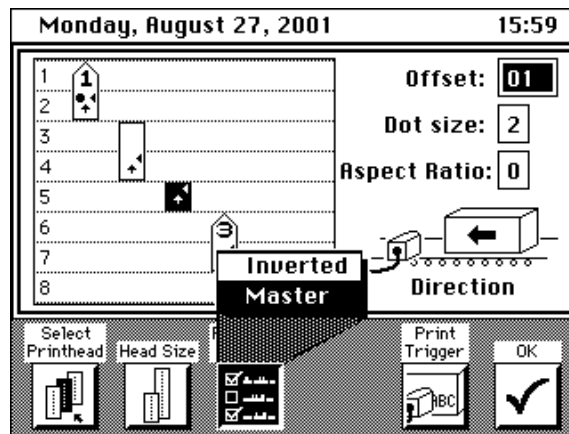 Monday, August 27, 2001 15:59
1
2
3
4
5
6
7
8
1
3
Offset: 01
Dot size: 2
Aspect Ratio: 0
Direction
Inverted
Master
Select
Printhead
Head Size
Print
Trigger
ABC
OK